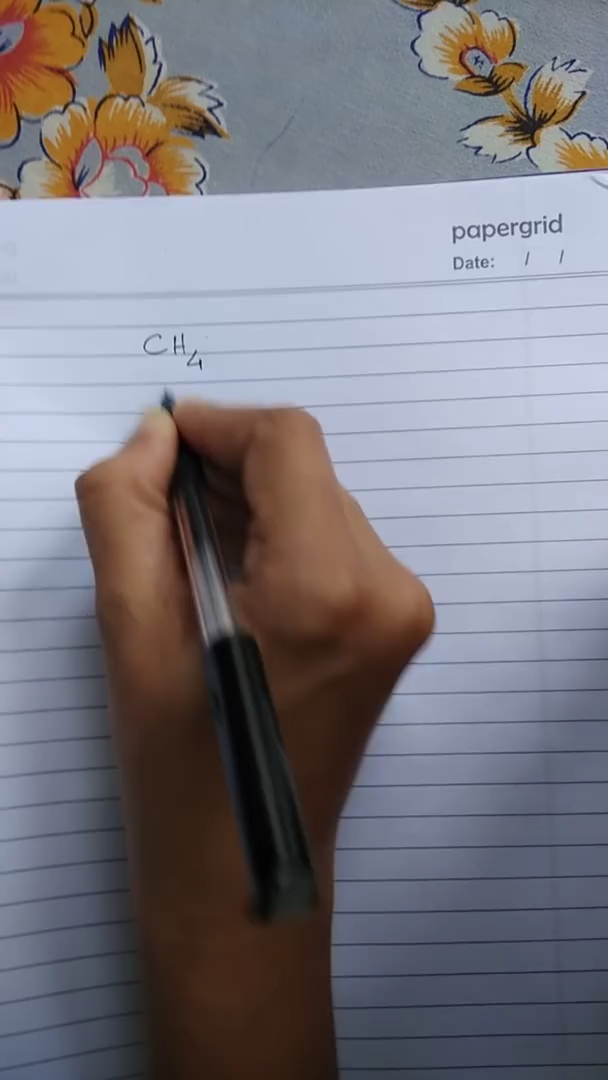 papergrid
Date: / /
CH₄